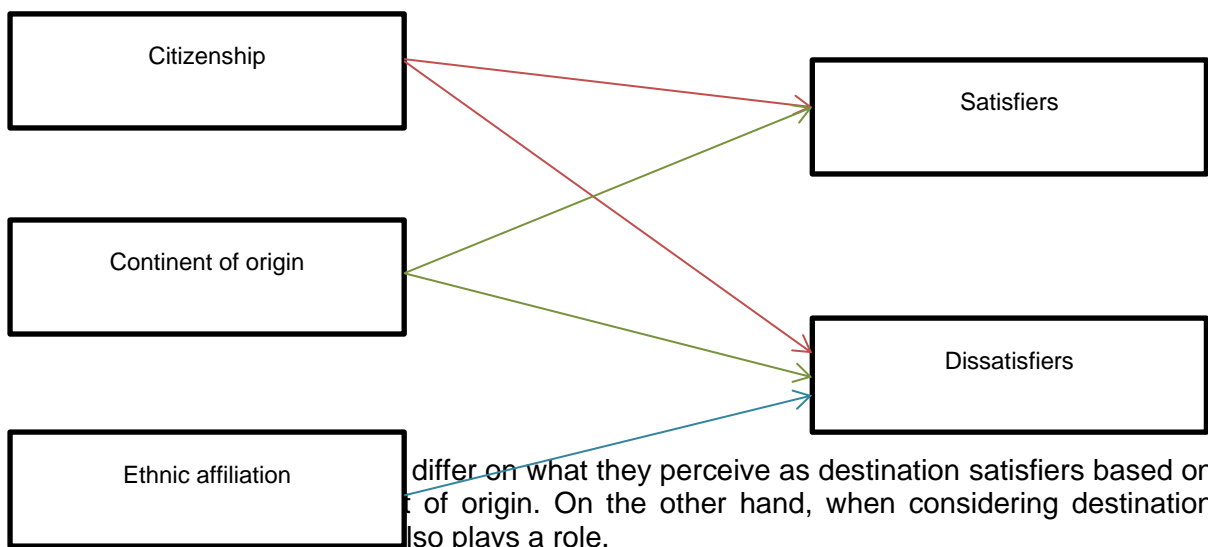 Citizenship
Satisfiers
Continent of origin
Dissatisfiers
Ethnic affiliation
differ on what they perceive as destination satisfiers based on
of origin. On the other hand, when considering destination
lso plays a role.